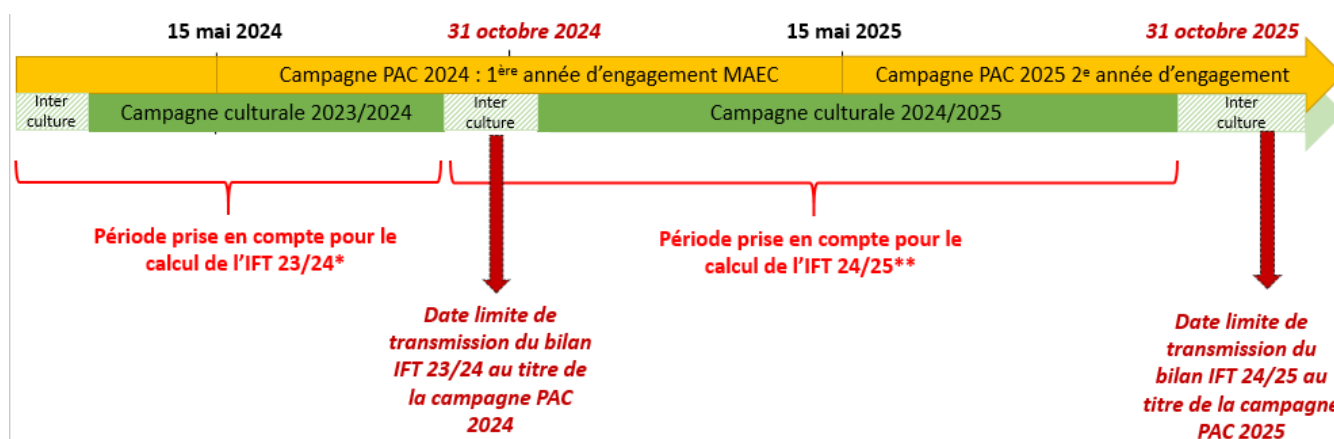 15 mai 2024
31 octobre 2024
15 mai 2025
31 octobre 2025
Campagne PAC 2024 : 1ère année d'engagement MAEC
Campagne PAC 2025 2e année d'engagement
Inter
culture
Campagne culturale 2023/2024
Inter
culture
Campagne culturale 2024/2025
Inter
culture
Période prise en compte pour le
calcul de l'IFT 23/24*
Période prise en compte pour le
calcul de l'IFT 24/25**
Date limite de
transmission du bilan
IFT 23/24 au titre de
la campagne PAC
2024
Date limite de
transmission du
bilan IFT 24/25 au
titre de la campagne
PAC 2025